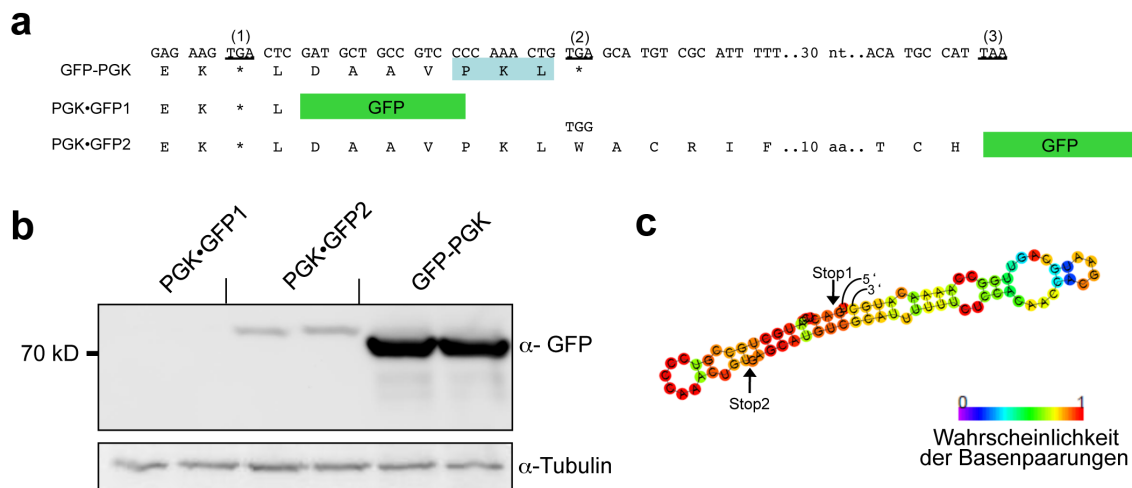 a
(1) (2) (3)
GAG AAG TGA CTC GAT GCT GCC GTC CCC AAA CTG TGA GCA TGT CGC ATT TTT..30 nt..ACA TGC CAT TAA
GFP-PGK E K * L D A A V P K L *
PGK•GFP1 E K * L GFP
TGG
PGK•GFP2 E K * L D A A V P K L W A C R I F..10 aa..T C H GFP
b
PGK•GFP1 PGK•GFP2 GFP-PGK
70 kD
α- GFP
α-Tubulin
c
Stop1 5‘
3‘
Stop2
0 1
Wahrscheinlichkeit
der Basenpaarungen